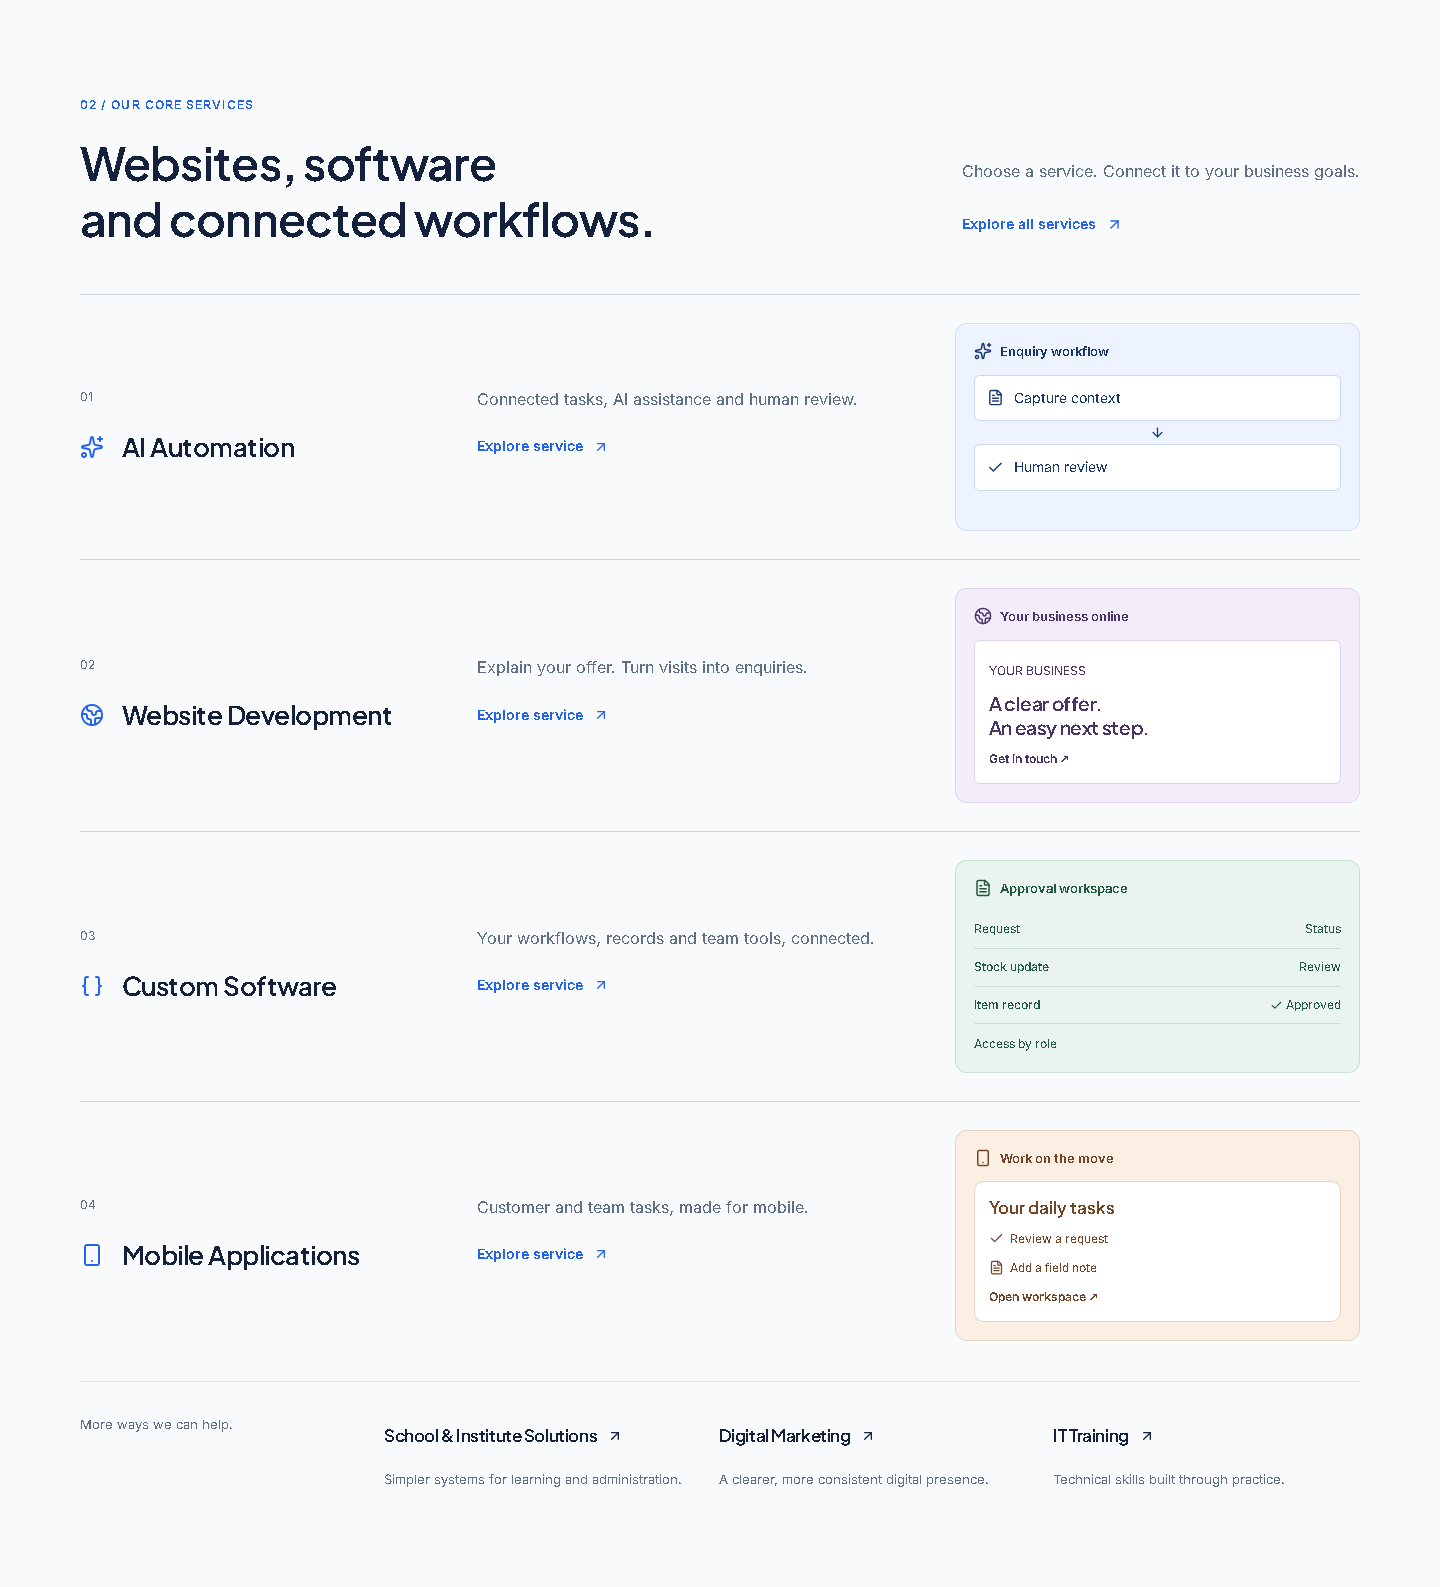 02 / OUR CORE SERVICES
Websites, software
and connected workflows.
Choose a service. Connect it to your business goals.
Explore all services ↗
01
AI Automation
Connected tasks, AI assistance and human review.
Explore service ↗
Enquiry workflow
Capture context
↓
Human review
02
Website Development
Explain your offer. Turn visits into enquiries.
Explore service ↗
Your business online
YOUR BUSINESS
A clear offer.
An easy next step.
Get in touch ↗
03
Custom Software
Your workflows, records and team tools, connected.
Explore service ↗
Approval workspace
Request Status
Stock update Review
Item record ✓ Approved
Access by role
04
Mobile Applications
Customer and team tasks, made for mobile.
Explore service ↗
Work on the move
Your daily tasks
Review a request
Add a field note
Open workspace ↗
More ways we can help.
School & Institute Solutions ↗
Simpler systems for learning and administration.
Digital Marketing ↗
A clearer, more consistent digital presence.
IT Training ↗
Technical skills built through practice.